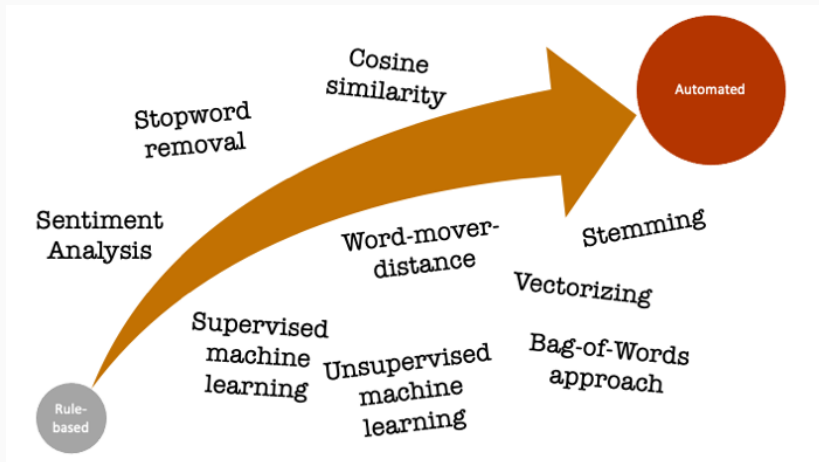 Cosine
similarity
Automated
Stopword
removal
Sentiment
Analysis
Word-mover-
distance
Stemming
Vectorizing
Supervised
machine
learning
Unsupervised
machine
learning
Bag-of-Words
approach
Rule-
based